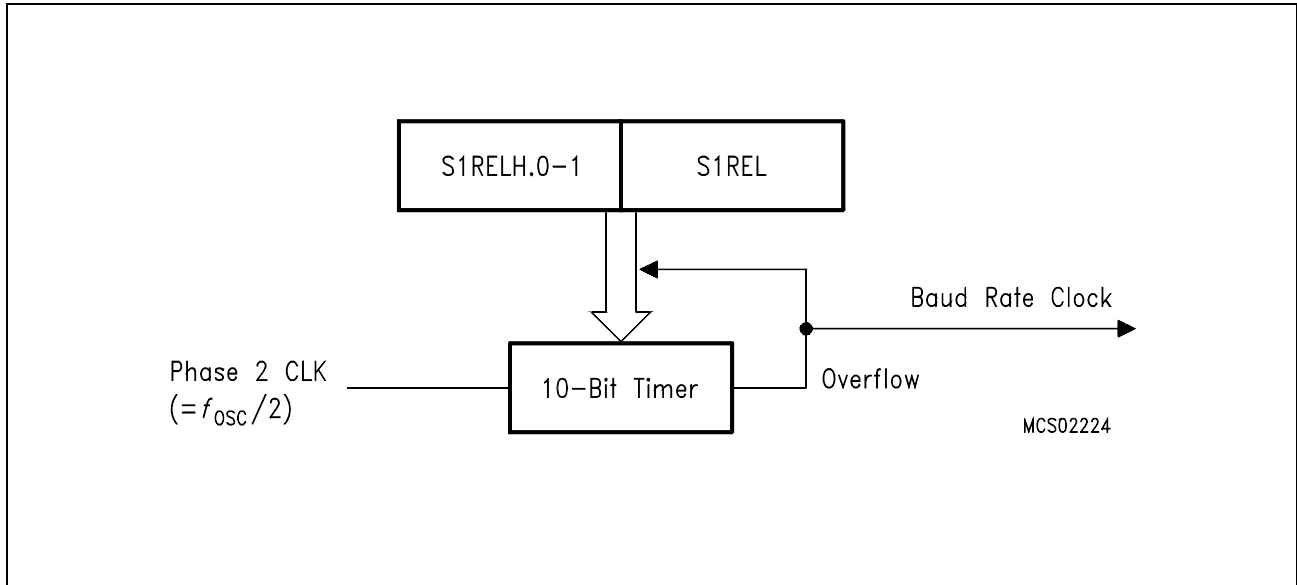 S1RELH.0-1
S1REL
Baud Rate Clock
Phase 2 CLK
(=fOSC/2)
10-Bit Timer
Overflow
MCS02224